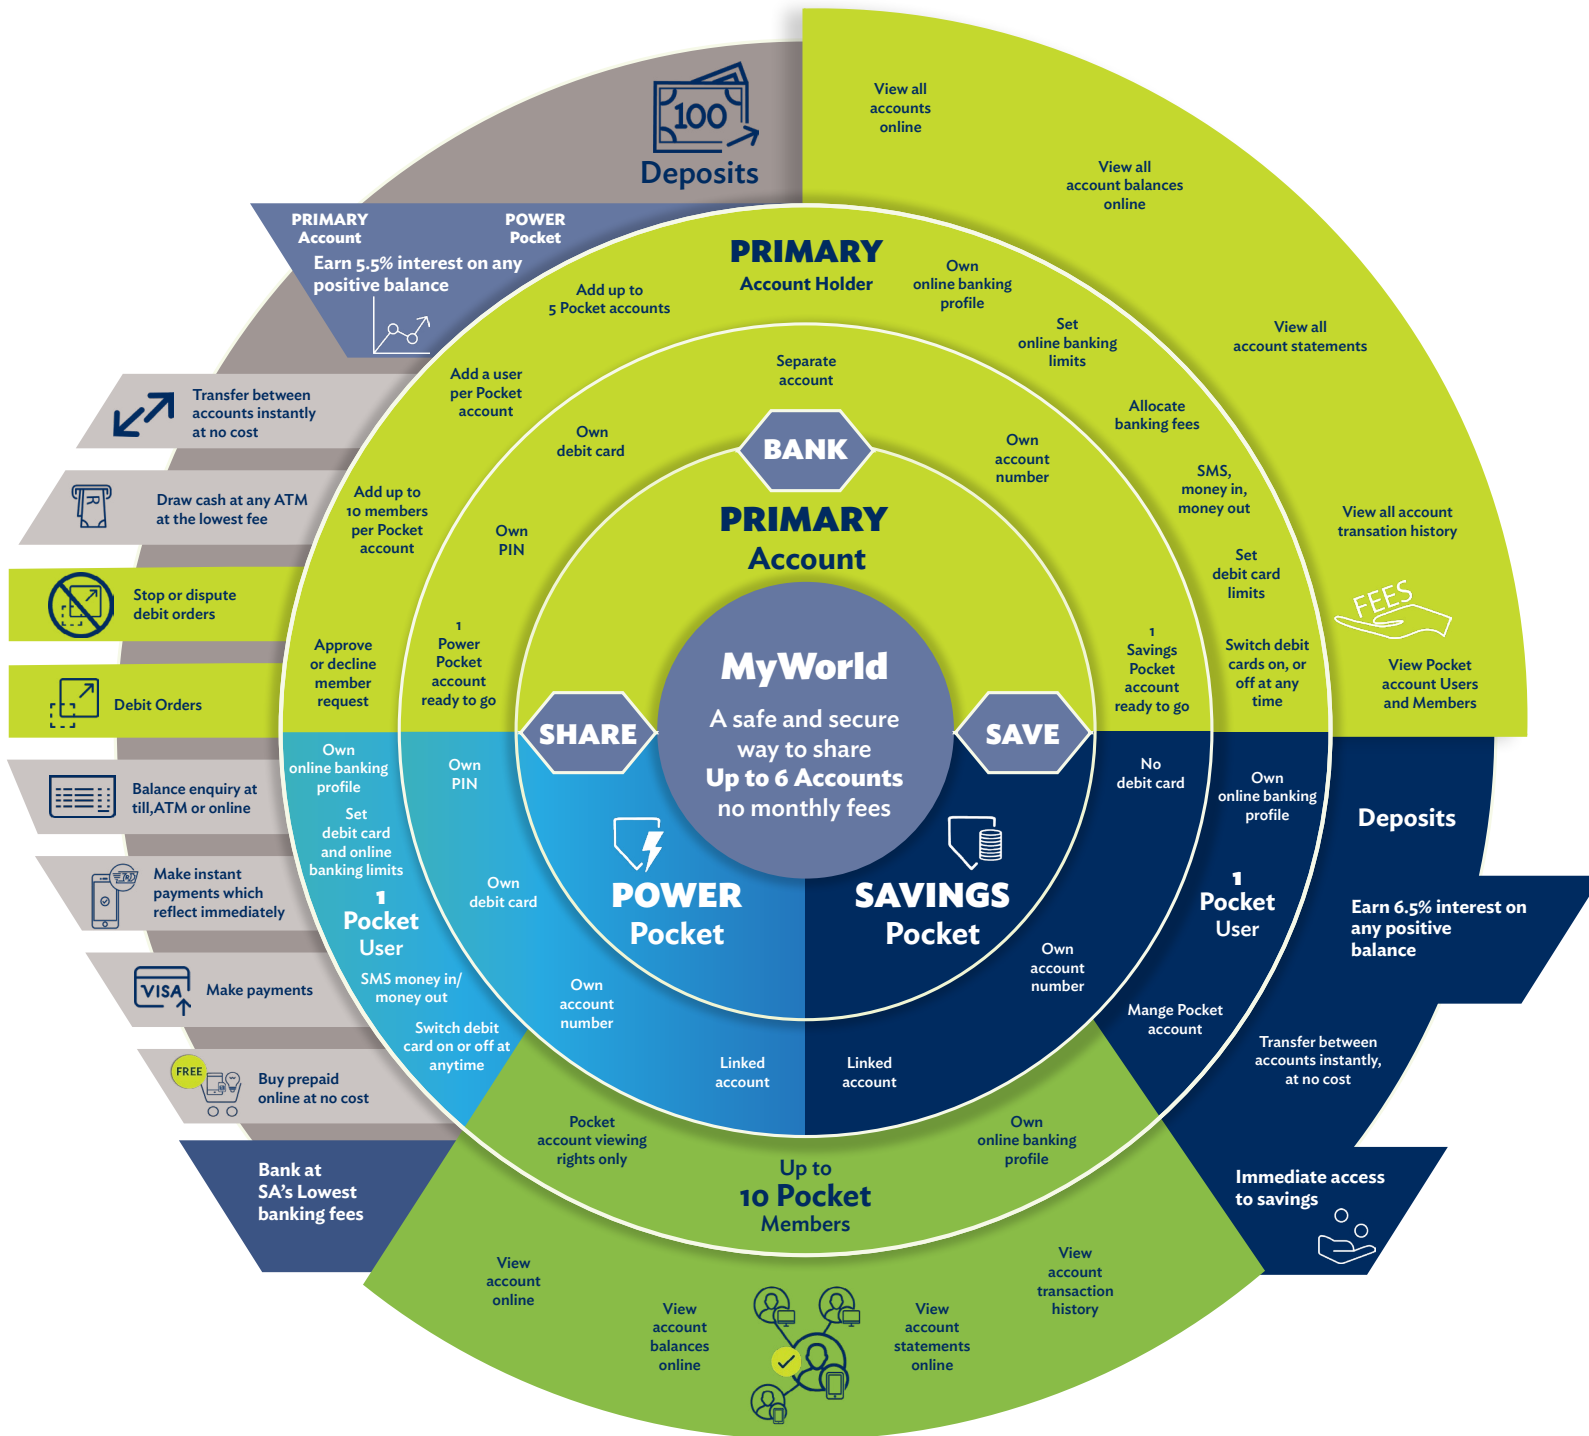 100
Deposits
PRIMARY
Account
POWER
Pocket
Earn 5.5% interest on any
positive balance
Transfer between
accounts instantly
at no cost
R
Draw cash at any ATM
at the lowest fee
Stop or dispute
debit orders
Debit Orders
Balance enquiry at
till,ATM or online
Make instant
payments which
reflect immediately
VISA
Make payments
FREE
Buy prepaid
online at no cost
Bank at
SA's Lowest
banking fees
View all
accounts
online
View all
account balances
online
View all
account statements
View all account
transation history
FEES
View Pocket
account Users
and Members
PRIMARY
Account Holder
Own
online banking
profile
Set
online banking
limits
Allocate
banking fees
SMS,
money in,
money out
Set
debit card
limits
Switch debit
cards on, or
off at any
time
Add up to
5 Pocket accounts
Add a user
per Pocket
account
Add up to
10 members
per Pocket
account
Approve
or decline
member
request
Separate
account
Own
debit card
Own
PIN
1
Power
Pocket
account
ready to go
Own
account
number
1
Savings
Pocket
account
ready to go
BANK
PRIMARY
Account
SHARE
SAVE
MyWorld
A safe and secure
way to share
Up to 6 Accounts
no monthly fees
POWER
Pocket
SAVINGS
Pocket
Own
online banking
profile
Set
debit card
and online
banking limits
1
Pocket
User
SMS money in/
money out
Switch debit
card on or off at
anytime
Own
PIN
Own
debit card
Own
account
number
Linked
account
No
debit card
Own
account
number
Linked
account
Own
online banking
profile
1
Pocket
User
Mange Pocket
account
Deposits
Earn 6.5% interest on
any positive
balance
Transfer between
accounts instantly,
at no cost
Immediate access
to savings
Pocket
account viewing
rights only
Up to
10 Pocket
Members
Own
online banking
profile
View
account
online
View
account
balances
online
View
account
statements
online
View
account
transaction
history